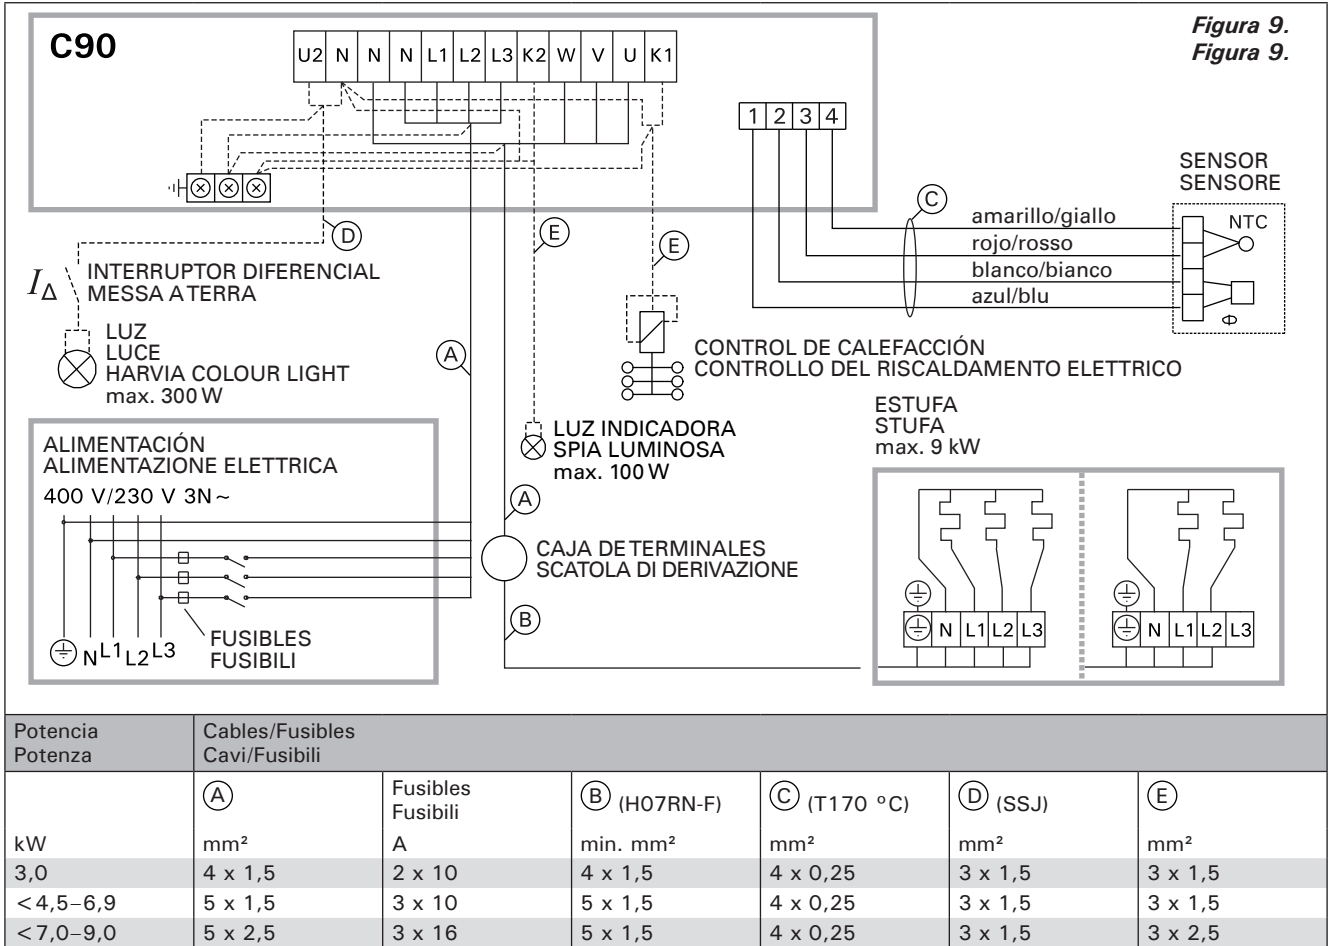 C90
Figura 9.
Figura 9.
U2 N N N L1 L2 L3 K2 W V U K1
1 2 3 4
SENSOR
SENSORE
NTC
C
amarillo/giallo
rojo/rosso
blanco/bianco
azul/blu
Φ
D
E
E
I∆
INTERRUPTOR DIFERENCIAL
MESSA A TERRA
LUZ
LUCE
HARVIA COLOUR LIGHT
max. 300 W
A
CONTROL DE CALEFACCIÓN
CONTROLLO DEL RISCALDAMENTO ELETTRICO
ESTUFA
STUFA
max. 9 kW
LUZ INDICADORA
SPIA LUMINOSA
max. 100 W
ALIMENTACIÓN
ALIMENTAZIONE ELETTRICA
400 V/230 V 3N ~
A
CAJA DE TERMINALES
SCATOLA DI DERIVAZIONE
B
FUSIBLES
FUSIBILI
N L1 L2 L3
N L1 L2 L3
N L1 L2 L3
Potencia
Potenza
Cables/Fusibles
Cavi/Fusibili
A Fusibles Fusibili B (H07RN-F) C (T170 °C) D (SSJ) E
kW mm² A min. mm² mm² mm² mm²
3,0 4 x 1,5 2 x 10 4 x 1,5 4 x 0,25 3 x 1,5 3 x 1,5
<4,5–6,9 5 x 1,5 3 x 10 5 x 1,5 4 x 0,25 3 x 1,5 3 x 1,5
<7,0–9,0 5 x 2,5 3 x 16 5 x 1,5 4 x 0,25 3 x 1,5 3 x 2,5